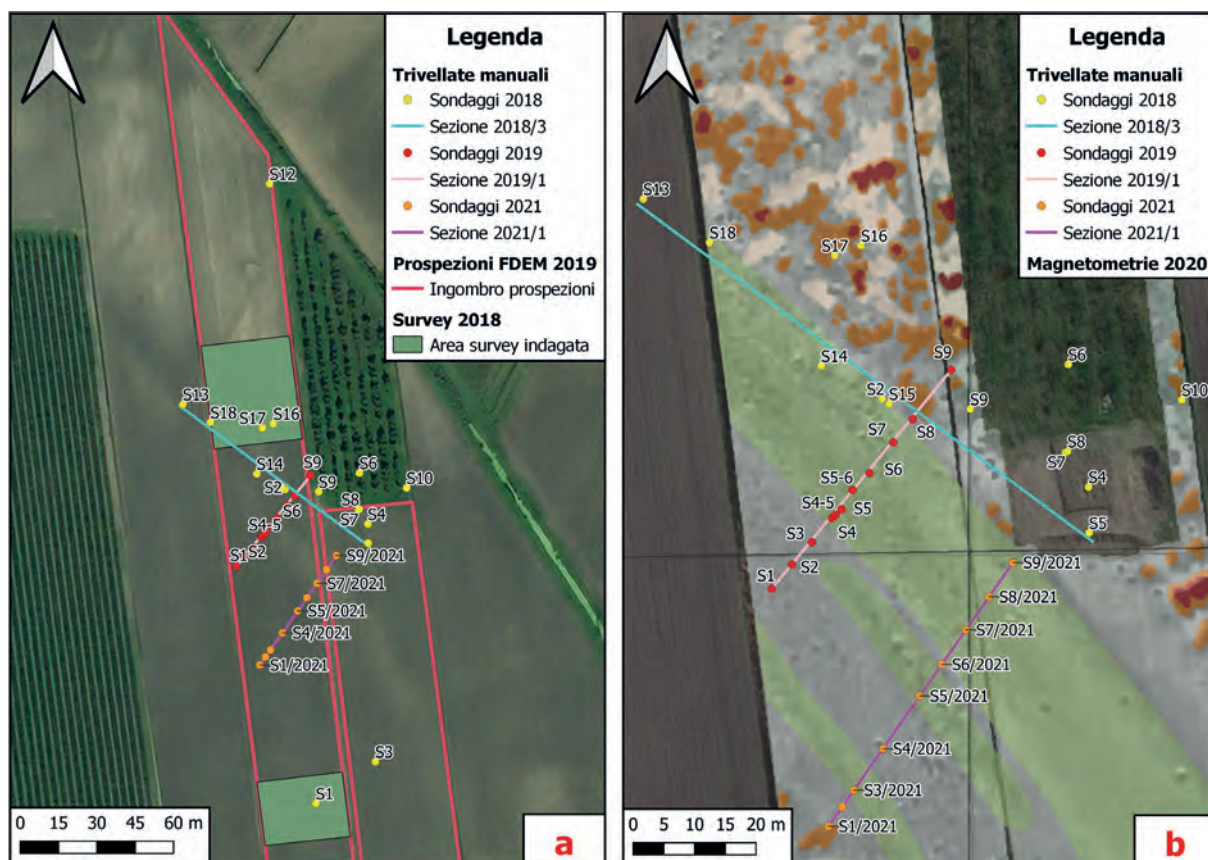 Legenda
Trivellate manuali
Sondaggi 2018
Sezione 2018/3
Sondaggi 2019
Sezione 2019/1
Sondaggi 2021
Sezione 2021/1
Prospezioni FDEM 2019
Ingombro prospezioni
Survey 2018
Area survey indagata
S12
S13
S18
S17
S16
S14
S2
S9
S9
S6
S10
S6
S8
S7
S4
S4-5
S2
S1
S9/2021
S7/2021
S5/2021
S4/2021
S1/2021
S3
S1
0 15 30 45 60 m
a
Legenda
Trivellate manuali
Sondaggi 2018
Sezione 2018/3
Sondaggi 2019
Sezione 2019/1
Sondaggi 2021
Sezione 2021/1
Magnetometrie 2020
S13
S18
S17
S16
S14
S9
S6
S2
S15
S9
S10
S8
S7
S8
S7
S6
S4
S5-6
S5
S4-5
S4
S5
S3
S2
S1
S9/2021
S8/2021
S7/2021
S6/2021
S5/2021
S4/2021
S3/2021
S1/2021
0 5 10 15 20 m
b